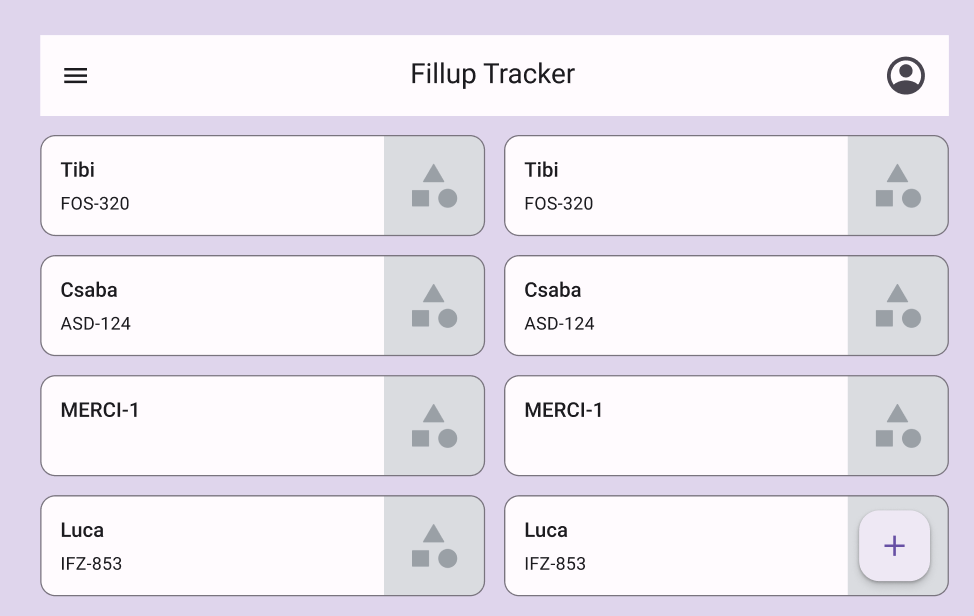 Fillup Tracker
Tibi
FOS-320
Tibi
FOS-320
Csaba
ASD-124
Csaba
ASD-124
MERCI-1
MERCI-1
Luca
IFZ-853
Luca
IFZ-853